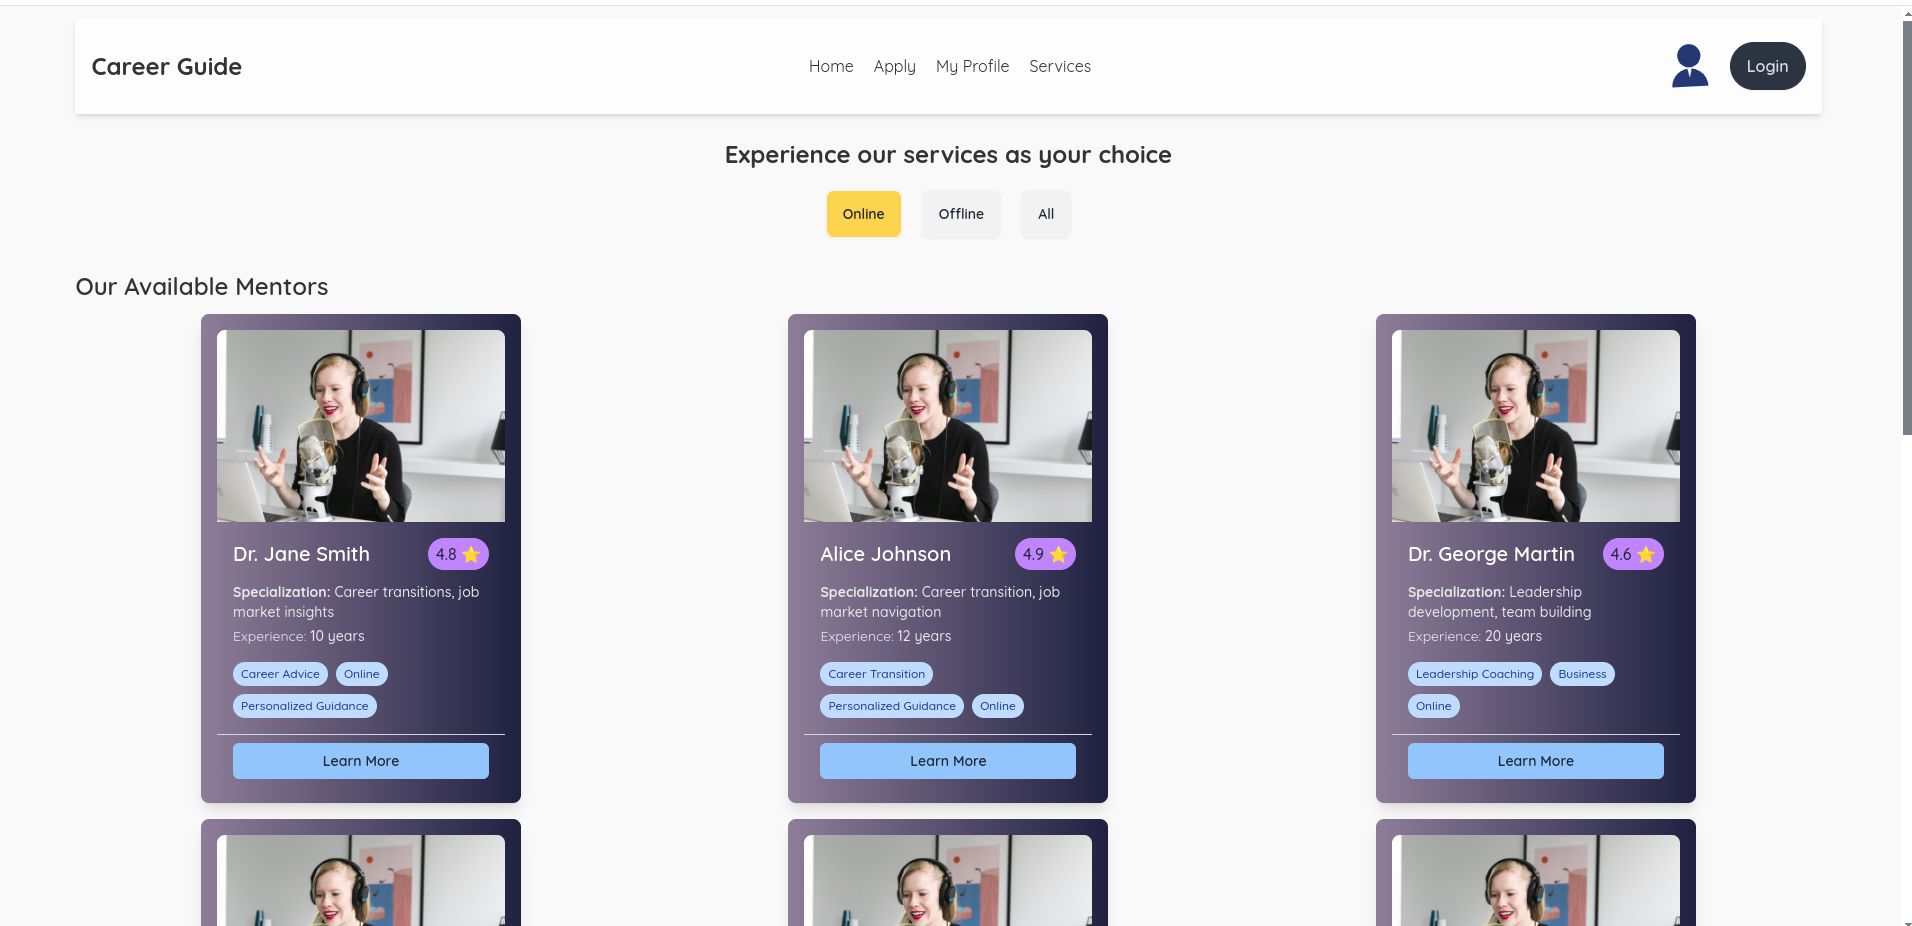 Career Guide
Home
Apply
My Profile
Services
Login
Experience our services as your choice
Online
Offline
All
Our Available Mentors
Dr. Jane Smith
4.8 ⭐
Specialization: Career transitions, job
market insights
Experience: 10 years
Career Advice
Online
Personalized Guidance
Learn More
Alice Johnson
4.9 ⭐
Specialization: Career transition, job
market navigation
Experience: 12 years
Career Transition
Personalized Guidance
Online
Learn More
Dr. George Martin
4.6 ⭐
Specialization: Leadership
development, team building
Experience: 20 years
Leadership Coaching
Business
Online
Learn More